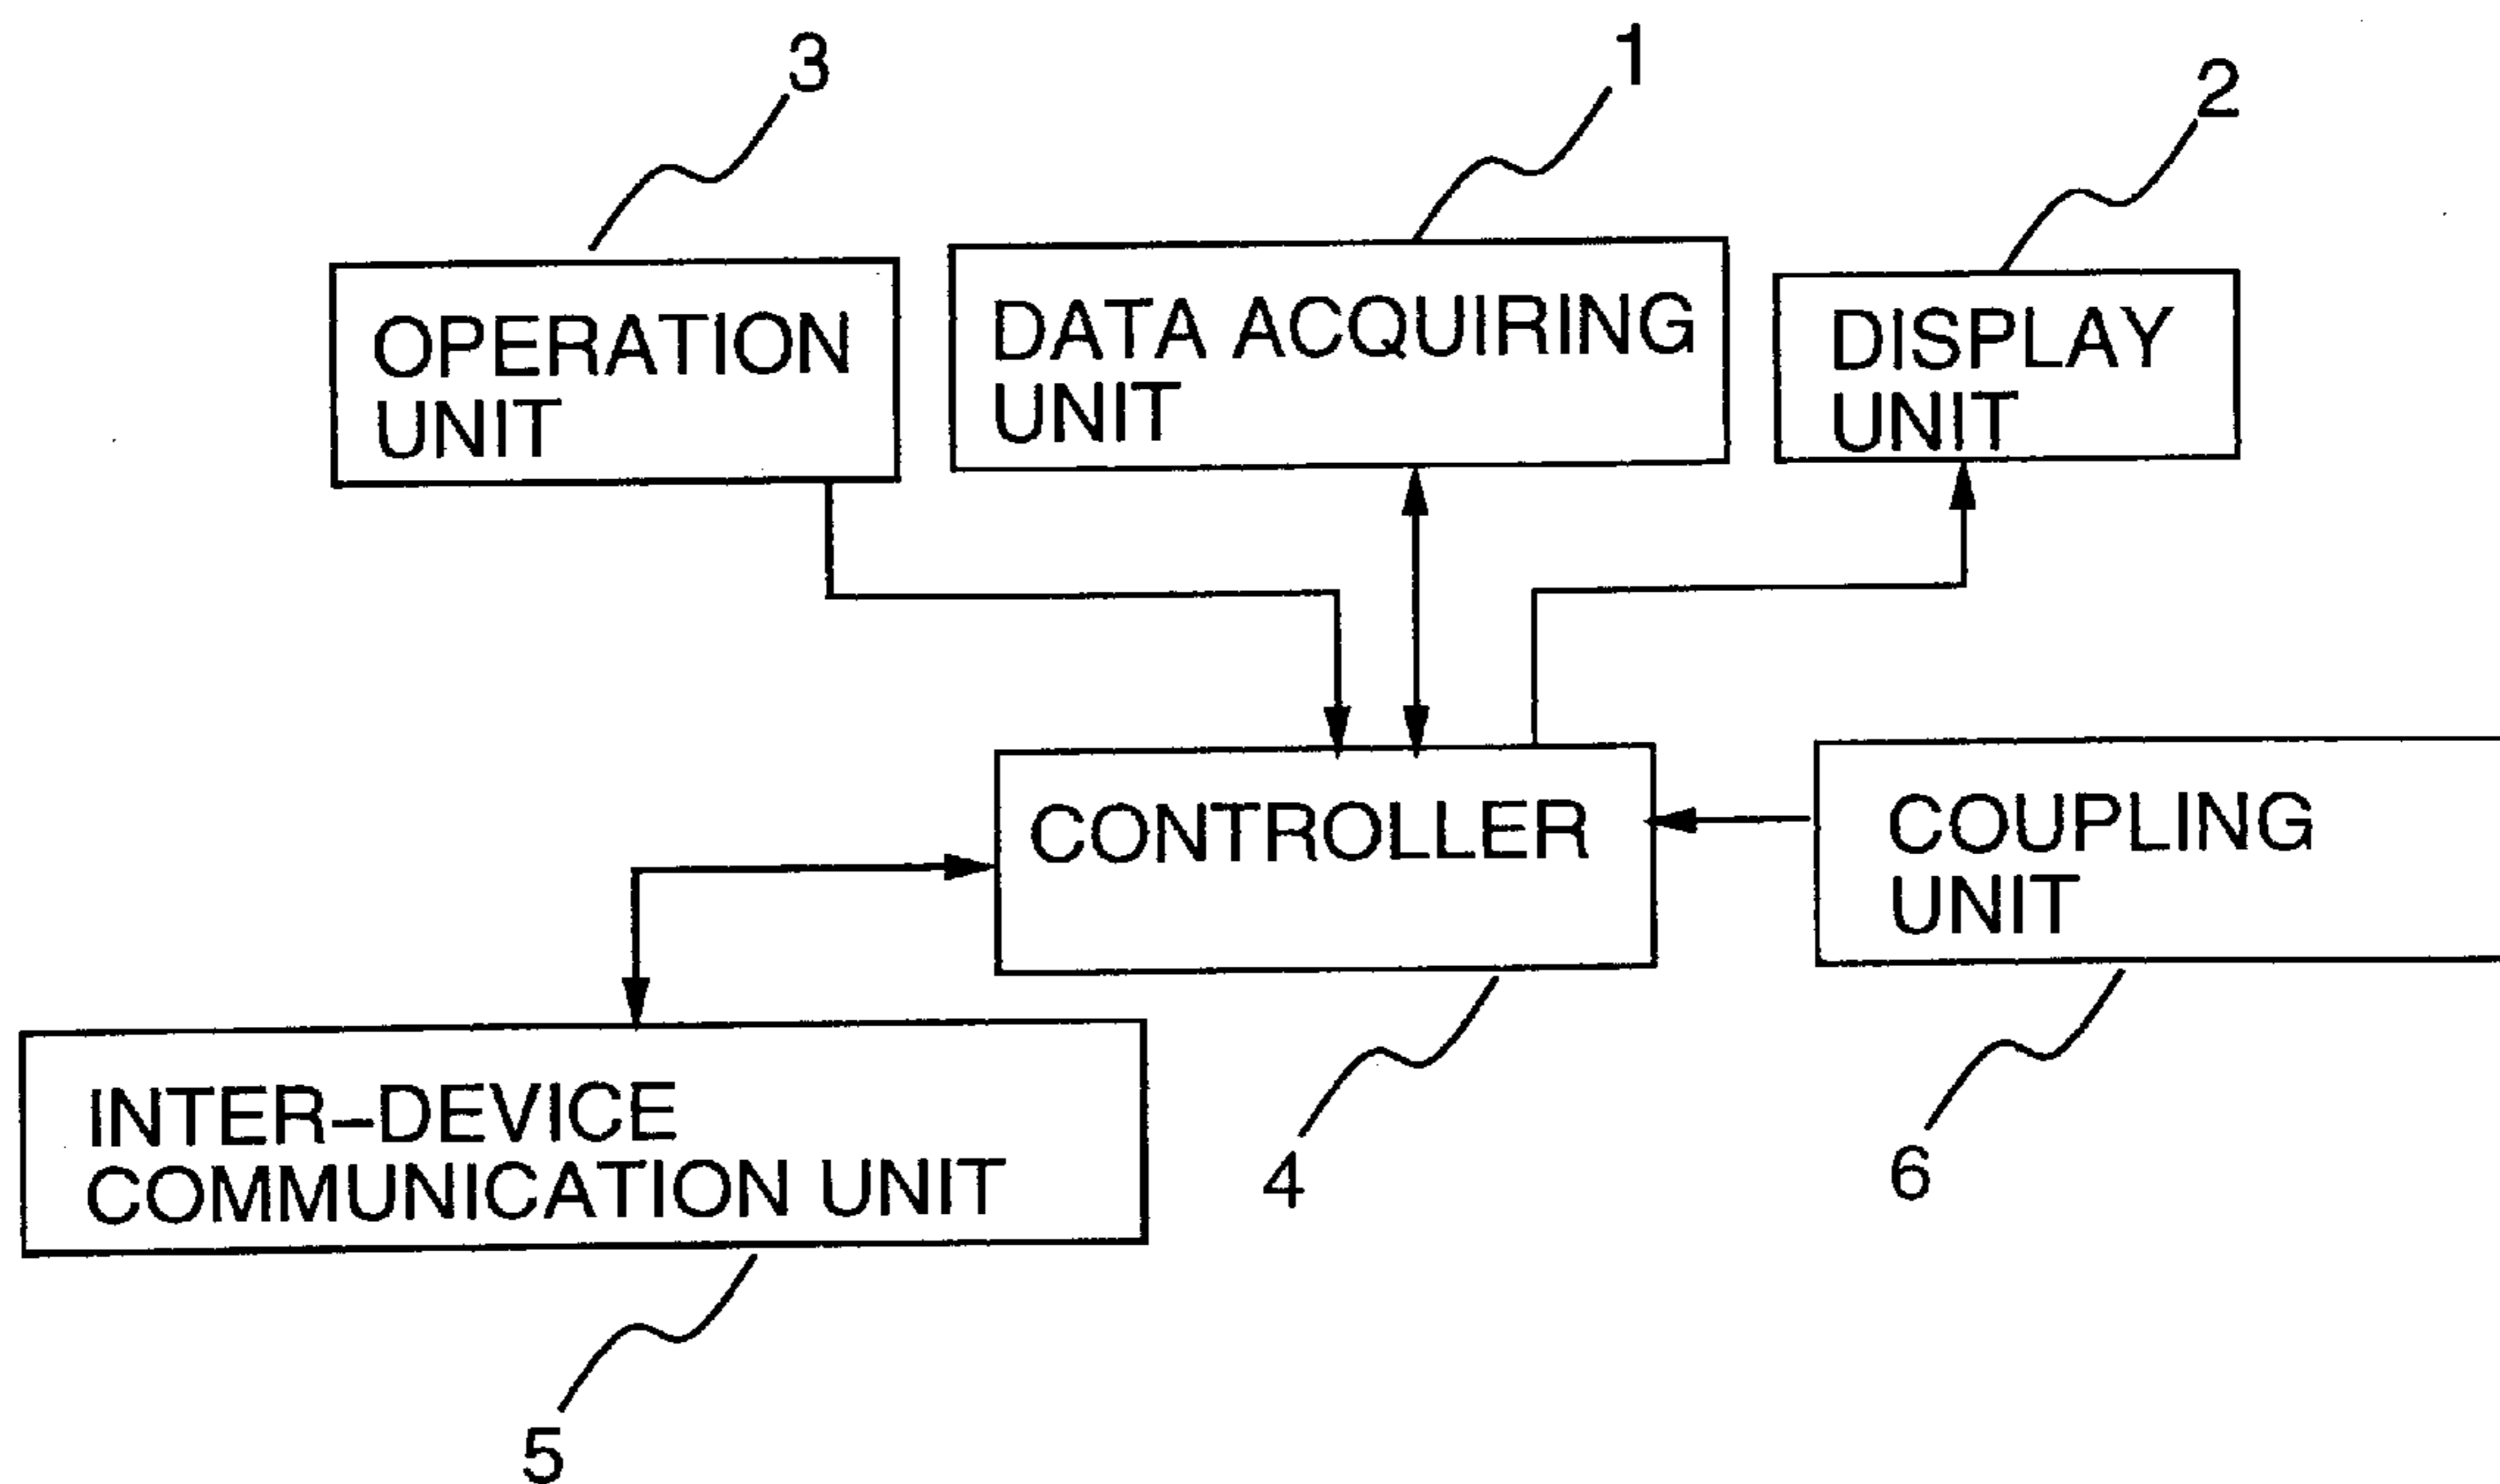 3
1
2
OPERATION
UNIT
DATA ACQUIRING
UNIT
DISPLAY
UNIT
CONTROLLER
COUPLING
UNIT
INTER-DEVICE
COMMUNICATION UNIT
4
6
5